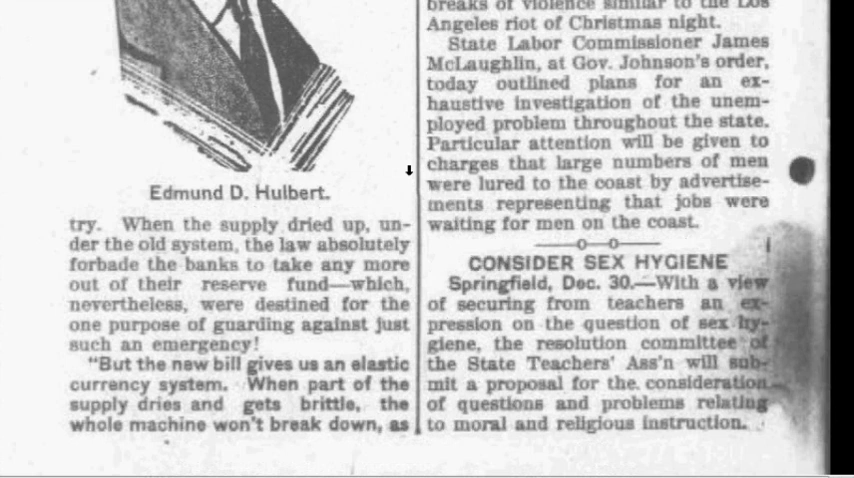 Edmund D. Hulbert.
try. When the supply dried up, un-
der the old system, the law absolutely
forbade the banks to take any more
out of their reserve fund—which,
nevertheless, were destined for the
one purpose of guarding against just
such an emergency!
"But the new bill gives us an elastic
currency system. When part of the
supply dries and gets brittle, the
whole machine won't break down, as
breaks of violence similar to the Los
Angeles riot of Christmas night.
State Labor Commissioner James
McLaughlin, at Gov. Johnson's order,
today outlined plans for an ex-
haustive investigation of the unem-
ployed problem throughout the state.
Particular attention will be given to
charges that large numbers of men
were lured to the coast by advertise-
ments representing that jobs were
waiting for men on the coast.
CONSIDER SEX HYGIENE
Springfield, Dec. 30.—With a view
of securing from teachers an ex-
pression on the question of sex hy-
giene, the resolution committee of
the State Teachers' Ass'n will sub-
mit a proposal for the consideration
of questions and problems relating
to moral and religious instruction.